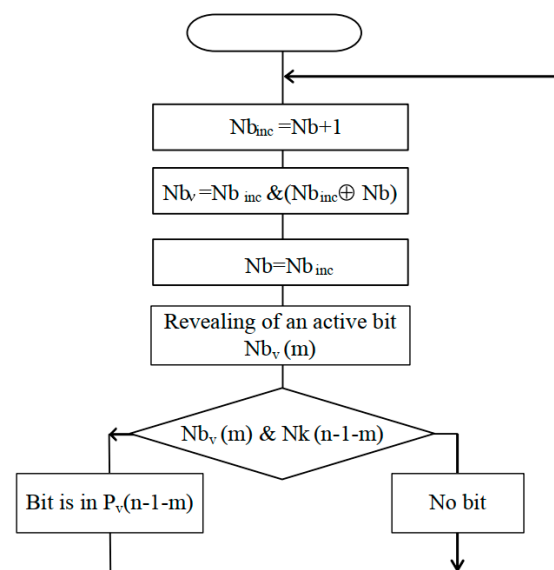 Nb_inc =Nb+1
Nb_v=Nb_inc &(Nb_inc⊕ Nb)
Nb=Nb_inc
Revealing of an active bit
Nb_v (m)
Nb_v (m) & Nk (n-1-m)
Bit is in P_v(n-1-m)
No bit